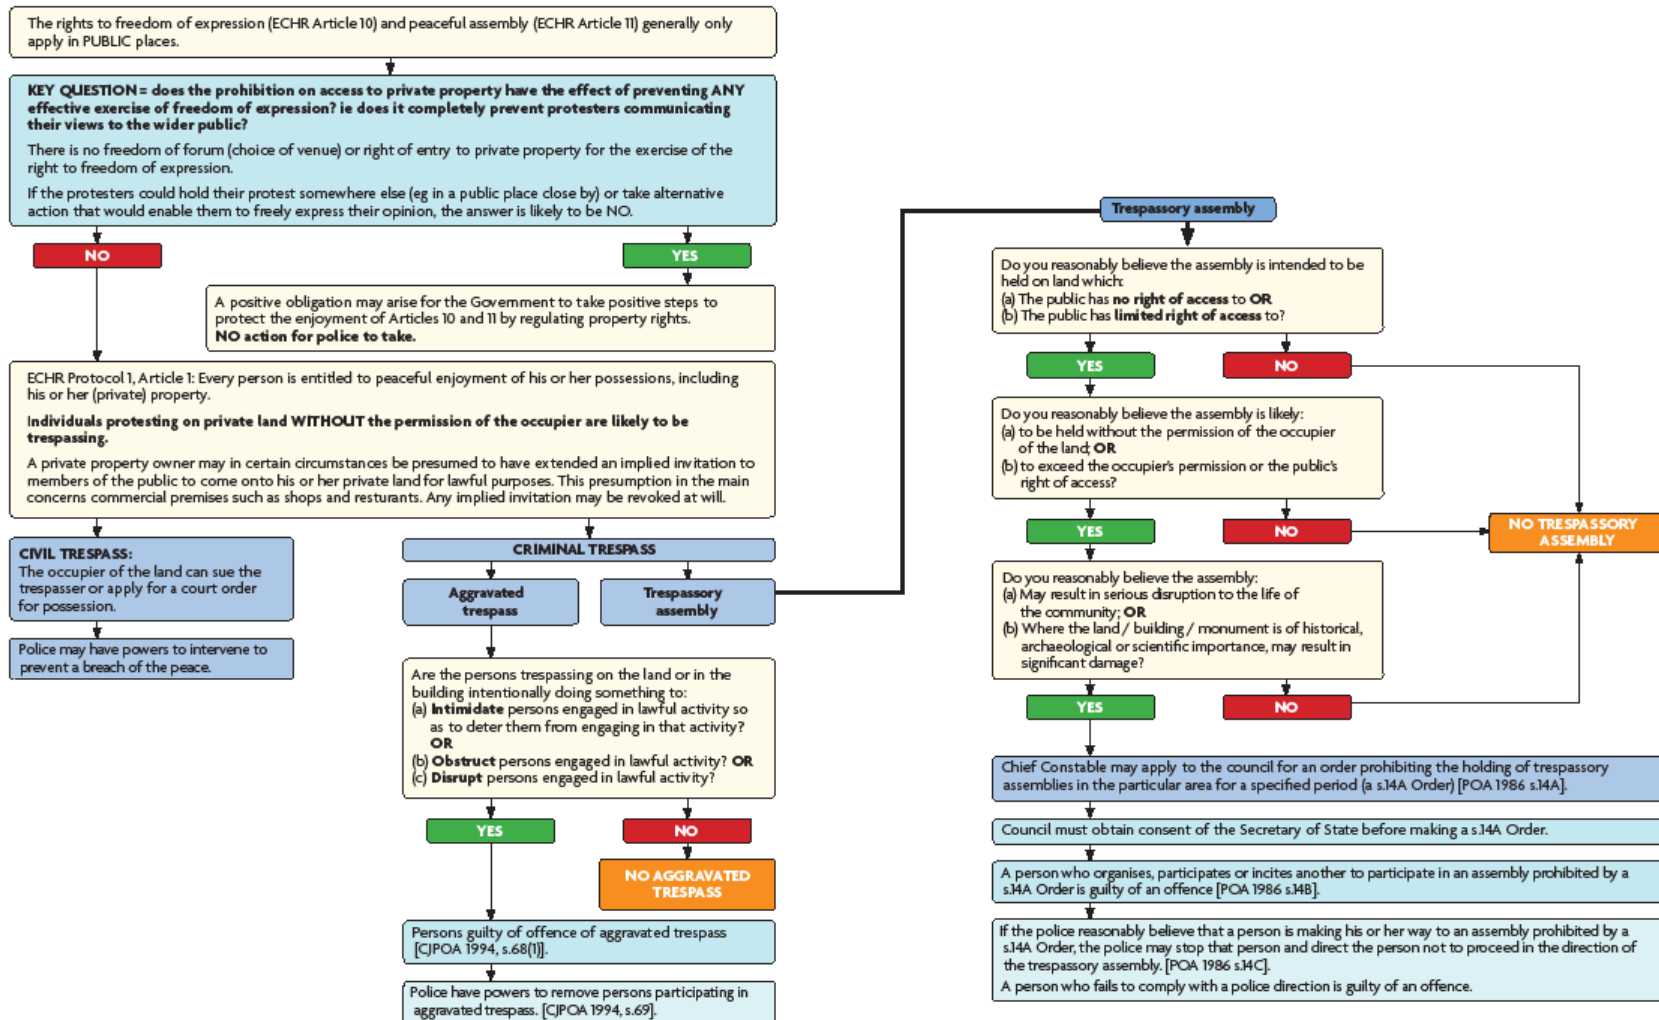 The rights to freedom of expression (ECHR Article 10) and peaceful assembly (ECHR Article 11) generally only
apply in PUBLIC places.
KEY QUESTION = does the prohibition on access to private property have the effect of preventing ANY
effective exercise of freedom of expression? ie does it completely prevent protesters communicating
their views to the wider public?
There is no freedom of forum (choice of venue) or right of entry to private property for the exercise of the
right to freedom of expression.
If the protesters could hold their protest somewhere else (eg in a public place close by) or take alternative
action that would enable them to freely express their opinion, the answer is likely to be NO.
NO
YES
A positive obligation may arise for the Government to take positive steps to
protect the enjoyment of Articles 10 and 11 by regulating property rights.
NO action for police to take.
ECHR Protocol 1, Article 1: Every person is entitled to peaceful enjoyment of his or her possessions, including
his or her (private) property.
Individuals protesting on private land WITHOUT the permission of the occupier are likely to be
trespassing.
A private property owner may in certain circumstances be presumed to have extended an implied invitation to
members of the public to come onto his or her private land for lawful purposes. This presumption in the main
concerns commercial premises such as shops and resturants. Any implied invitation may be revoked at will.
CIVIL TRESPASS:
The occupier of the land can sue the
trespasser or apply for a court order
for possession.
Police may have powers to intervene to
prevent a breach of the peace.
CRIMINAL TRESPASS
Aggravated
trespass
Trespassory
assembly
Are the persons trespassing on the land or in the
building intentionally doing something to:
(a) Intimidate persons engaged in lawful activity so
as to deter them from engaging in that activity?
OR
(b) Obstruct persons engaged in lawful activity? OR
(c) Disrupt persons engaged in lawful activity?
YES
NO
NO AGGRAVATED
TRESPASS
Persons guilty of offence of aggravated trespass
[CJPOA 1994, s.68(1)].
Police have powers to remove persons participating in
aggravated trespass. [CJPOA 1994, s.69].
Trespassory assembly
Do you reasonably believe the assembly is intended to be
held on land which:
(a) The public has no right of access to OR
(b) The public has limited right of access to?
YES
NO
Do you reasonably believe the assembly is likely:
(a) to be held without the permission of the occupier
of the land; OR
(b) to exceed the occupier's permission or the public's
right of access?
YES
NO
NO TRESPASSORY
ASSEMBLY
Do you reasonably believe the assembly:
(a) May result in serious disruption to the life of
the community; OR
(b) Where the land / building / monument is of historical,
archaeological or scientific importance, may result in
significant damage?
YES
NO
Chief Constable may apply to the council for an order prohibiting the holding of trespassory
assemblies in the particular area for a specified period (a s.14A Order) [POA 1986 s.14A].
Council must obtain consent of the Secretary of State before making a s.14A Order.
A person who organises, participates or incites another to participate in an assembly prohibited by a
s.14A Order is guilty of an offence [POA 1986 s.14B].
If the police reasonably believe that a person is making his or her way to an assembly prohibited by a
s.14A Order, the police may stop that person and direct the person not to proceed in the direction of
the trespassory assembly. [POA 1986 s.14C].
A person who fails to comply with a police direction is guilty of an offence.